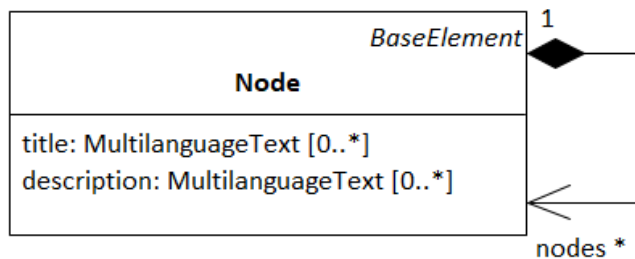 1
BaseElement
Node
title: MultilanguageText [0..*]
description: MultilanguageText [0..*]
nodes *